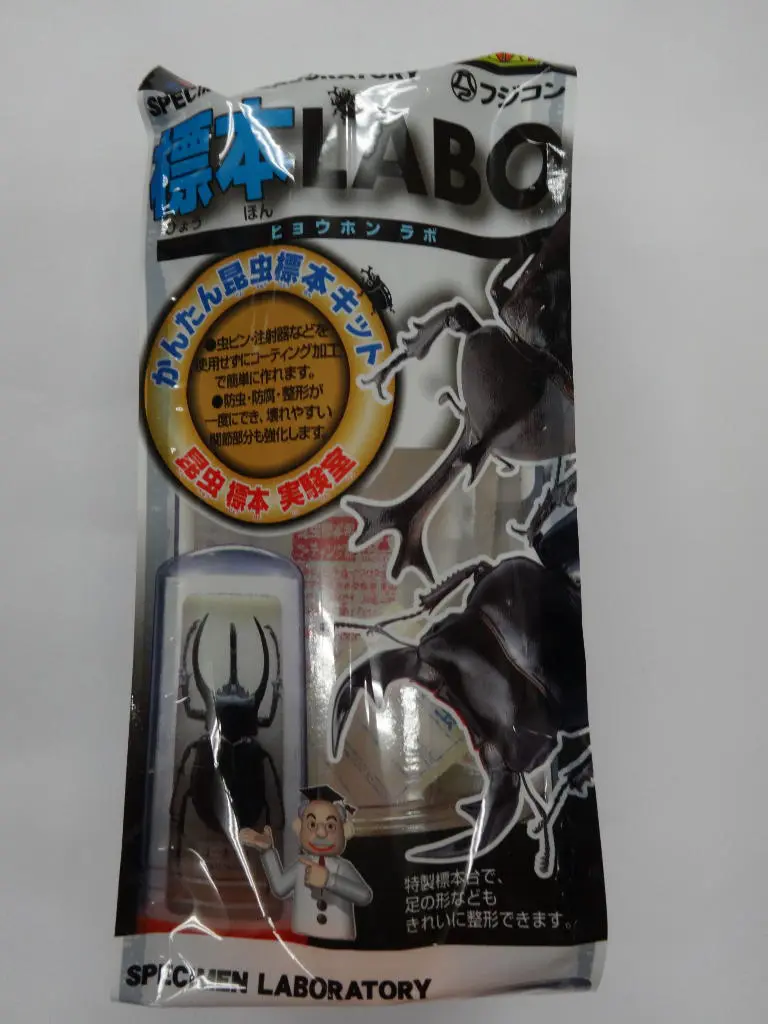 フジコン
標本LABO
ひょう ほん
ヒョウホン ラボ
かんたん昆虫標本キット
●虫ピン・注射器などを
使用せずにコーティング加工
で簡単に作れます。
●防虫・防腐・整形が
一度にでき、壊れやすい
関節部分も強化します。
昆虫標本 実験室
特製標本台で、
足の形なども
きれいに整形できます。
SPECIMEN LABORATORY